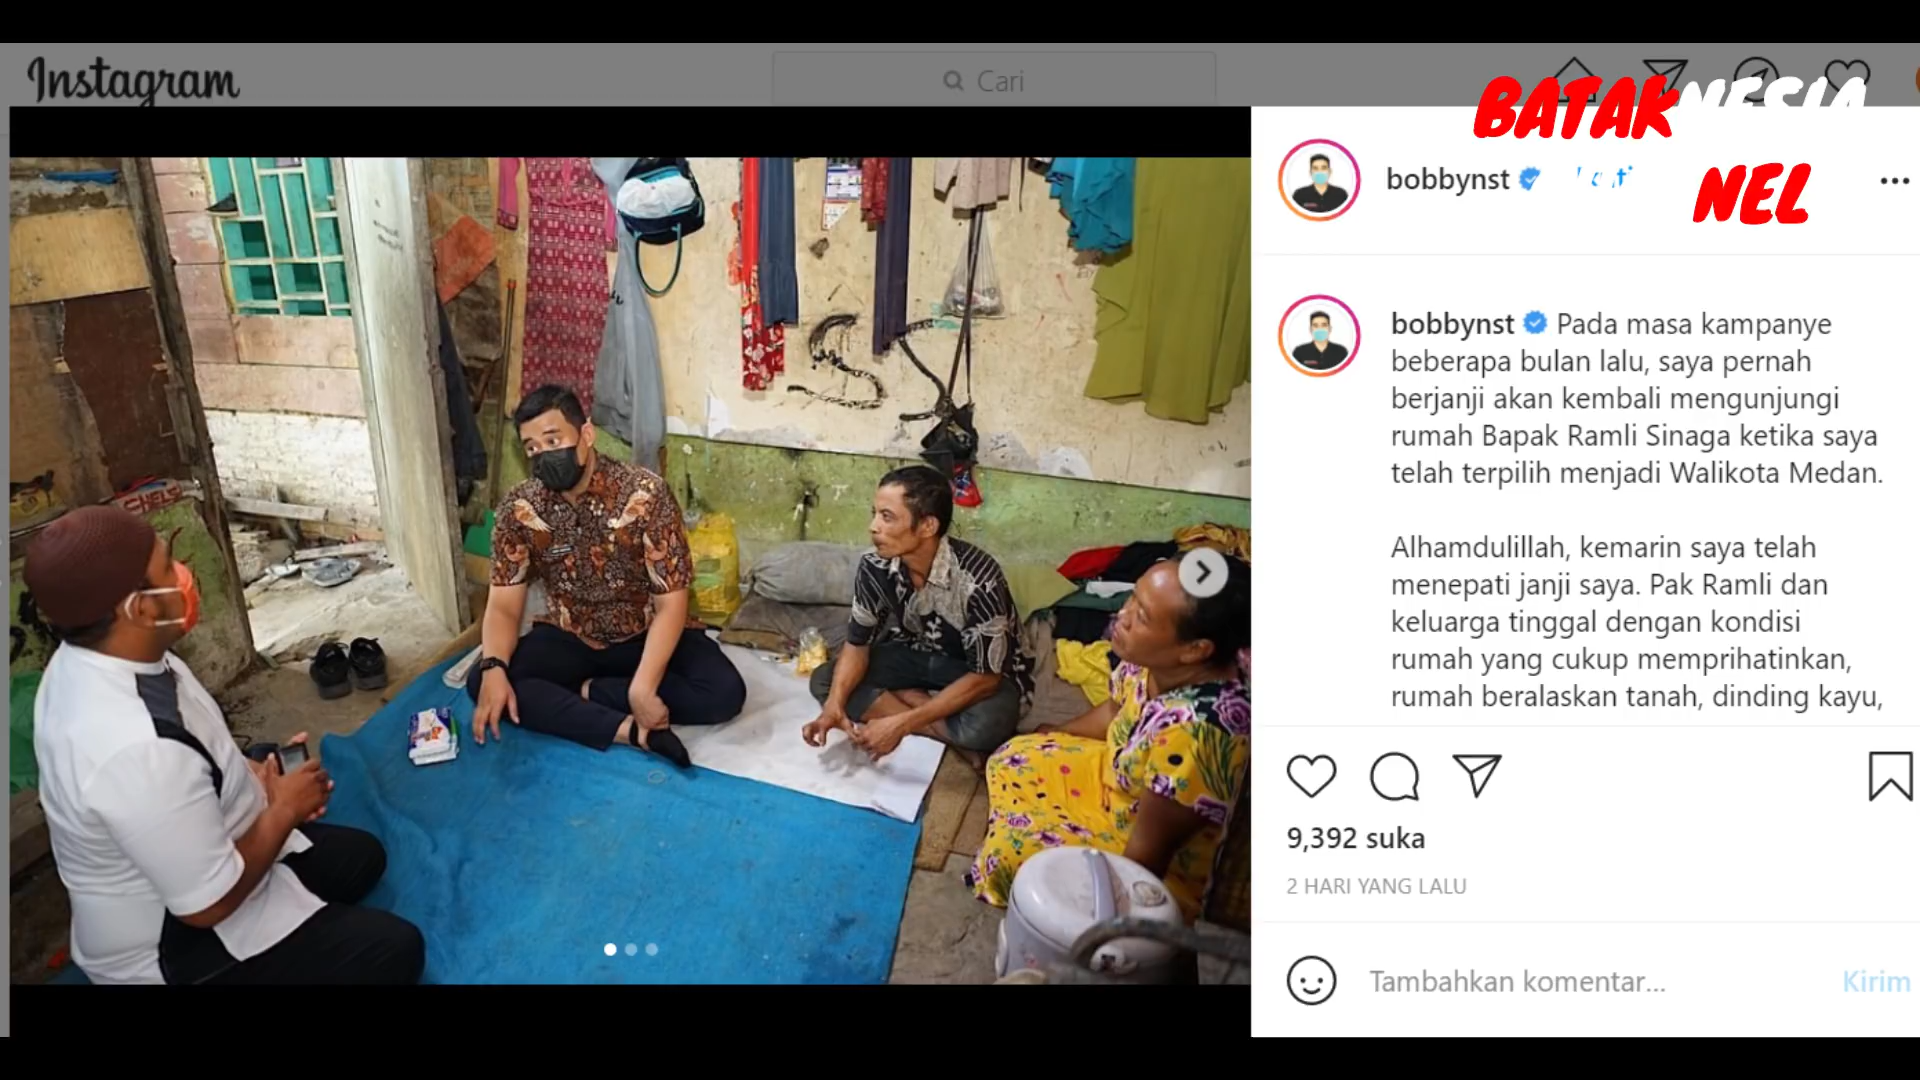 Instagram
Cari
BATAKNESIA
NEL
bobbynst
bobbynst Pada masa kampanye
beberapa bulan lalu, saya pernah
berjanji akan kembali mengunjungi
rumah Bapak Ramli Sinaga ketika saya
telah terpilih menjadi Walikota Medan.
Alhamdulillah, kemarin saya telah
menepati janji saya. Pak Ramli dan
keluarga tinggal dengan kondisi
rumah yang cukup memprihatinkan,
rumah beralaskan tanah, dinding kayu,
9,392 suka
2 HARI YANG LALU
Tambahkan komentar...
Kirim